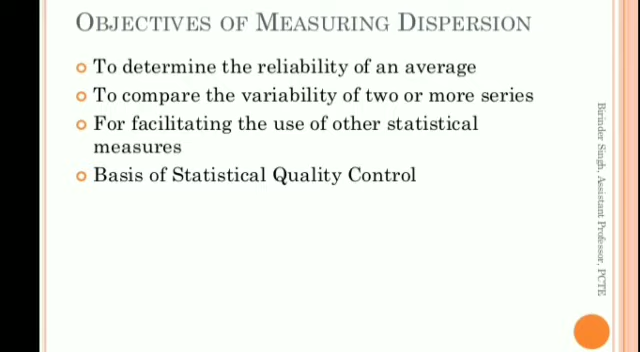 OBJECTIVES OF MEASURING DISPERSION
To determine the reliability of an average
To compare the variability of two or more series
For facilitating the use of other statistical
measures
Basis of Statistical Quality Control
Birinder Singh, Assistant Professor, PCTE